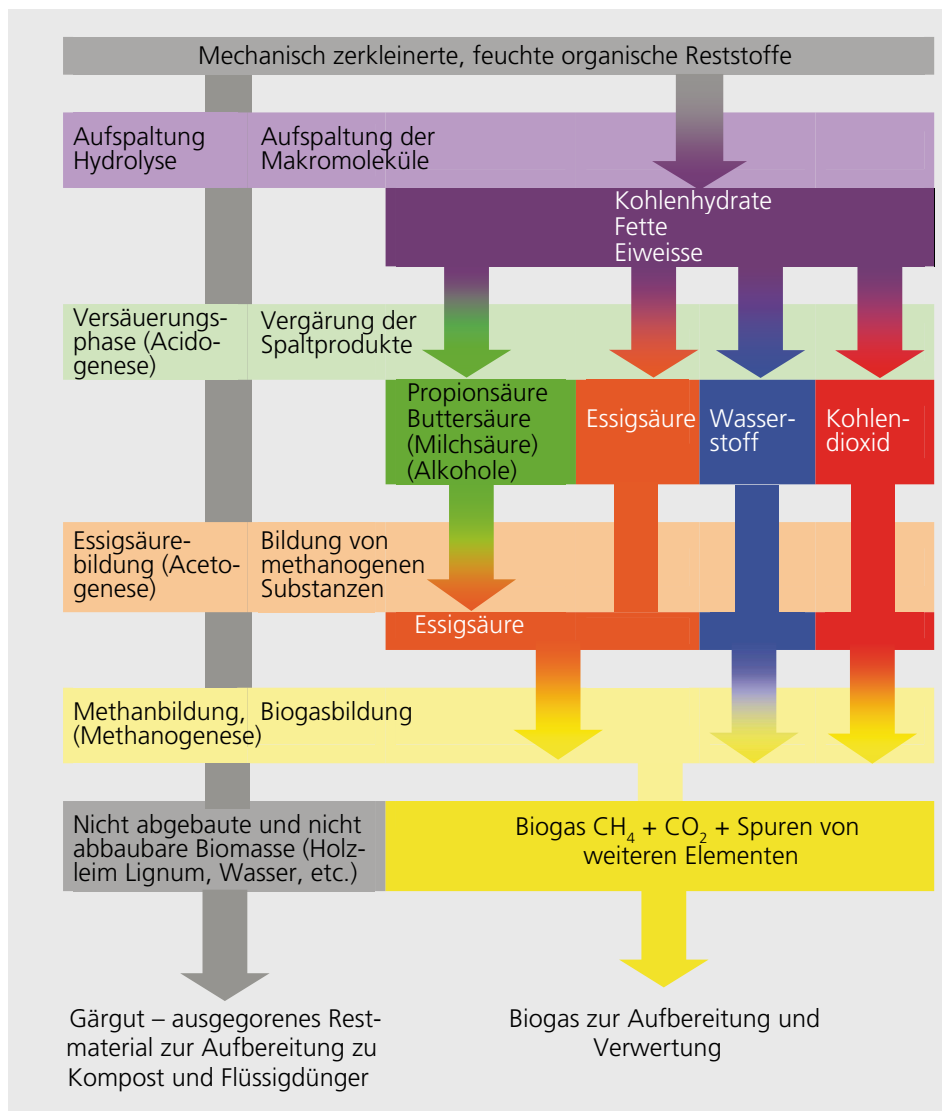 Mechanisch zerkleinerte, feuchte organische Reststoffe
Aufspaltung
Hydrolyse
Aufspaltung der
Makromoleküle
Kohlenhydrate
Fette
Eiweisse
Versäuerungs-
phase (Acido-
genese)
Vergärung der
Spaltprodukte
Propionsäure
Buttersäure
(Milchsäure)
(Alkohole)
Essigsäure
Wasser-
stoff
Kohlen-
dioxid
Essigsäure-
bildung (Aceto-
genese)
Bildung von
methanogenen
Substanzen
Essigsäure
Methanbildung,
(Methanogenese)
Biogasbildung
Nicht abgebaute und nicht
abbaubare Biomasse (Holz-
leim Lignum, Wasser, etc.)
Biogas CH₄ + CO₂ + Spuren von
weiteren Elementen
Gärgut – ausgegorenes Rest-
material zur Aufbereitung zu
Kompost und Flüssigdünger
Biogas zur Aufbereitung und
Verwertung